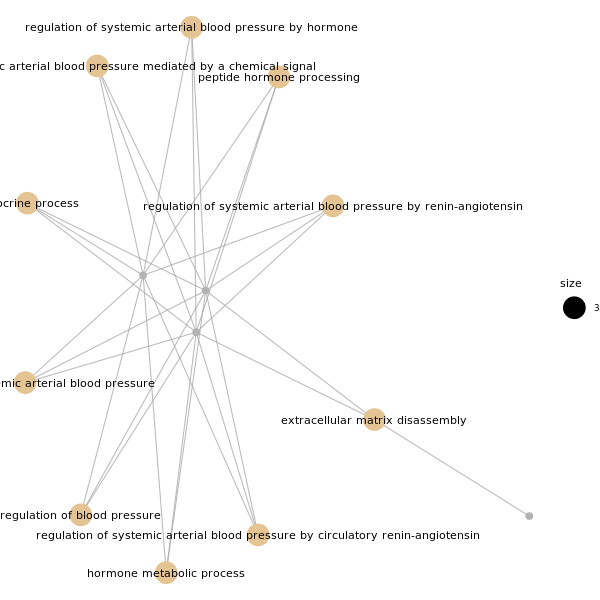 regulation of systemic arterial blood pressure by hormone
arterial blood pressure mediated by a chemical signal
peptide hormone processing
process
regulation of systemic arterial blood pressure by renin-angiotensin
size
3
arterial blood pressure
extracellular matrix disassembly
regulation of blood pressure
regulation of systemic arterial blood pressure by circulatory renin-angiotensin
hormone metabolic process